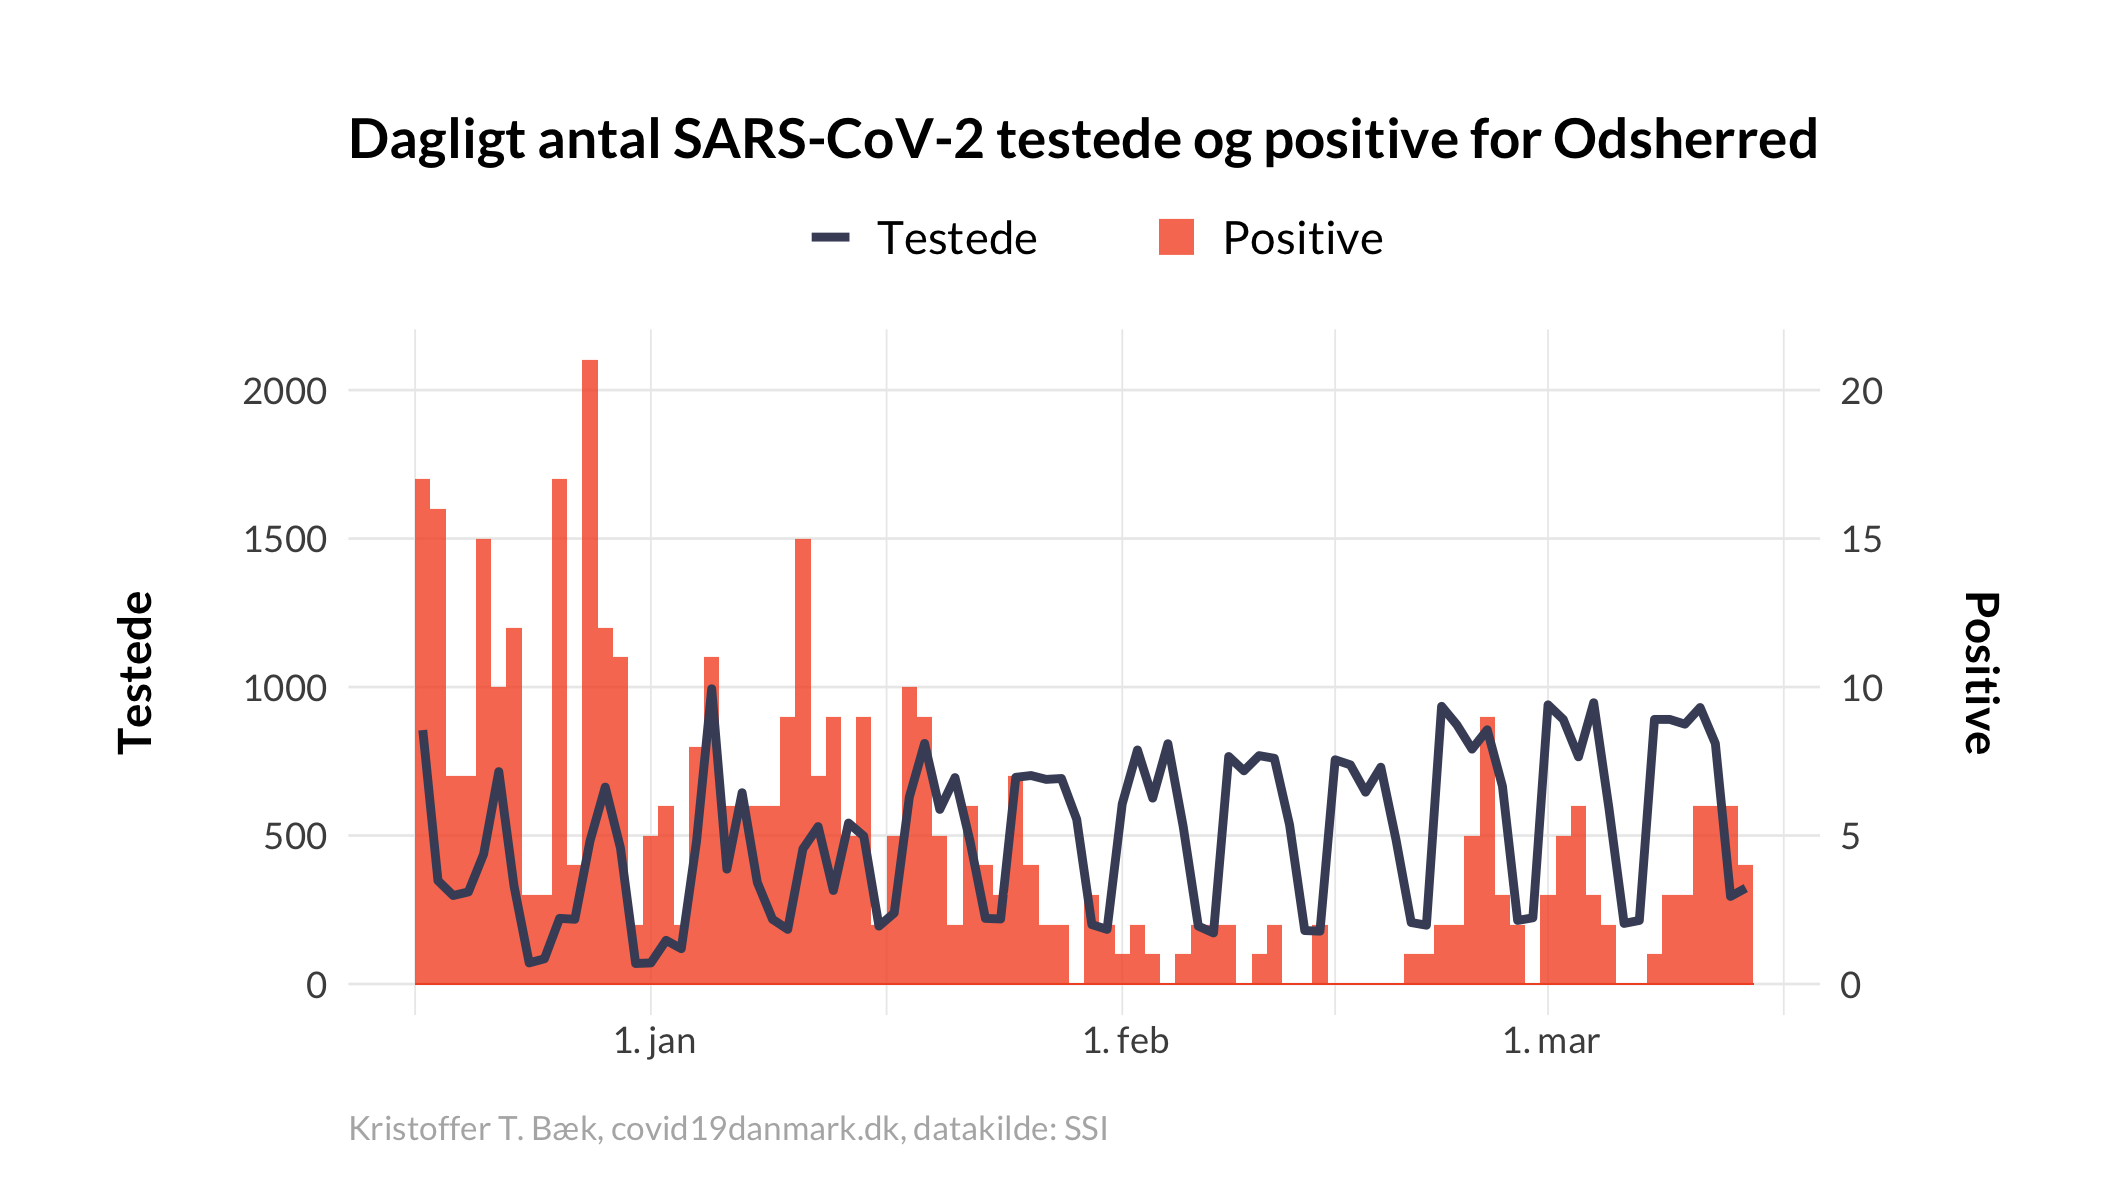 Dagligt antal SARS-CoV-2 testede og positive for Odsherred
Testede Positive
2000 20
1500 15
1000 10
500 5
0 0
Testede
Positive
1. jan 1. feb 1. mar
Kristoffer T. Bæk, covid19danmark.dk, datakilde: SSI